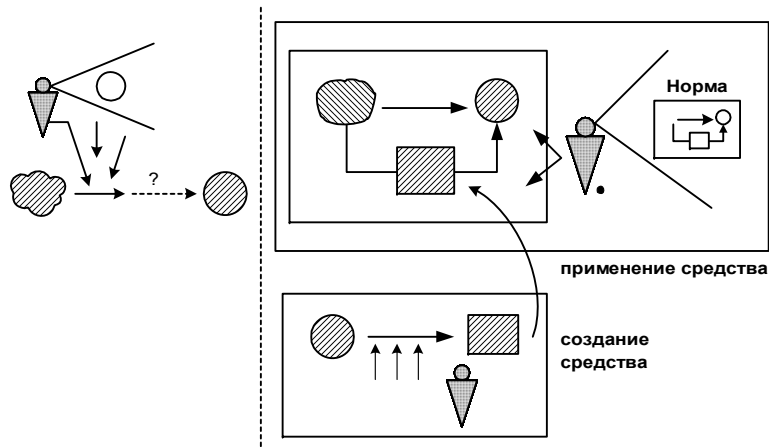 ?
Норма
применение средства
создание
средства